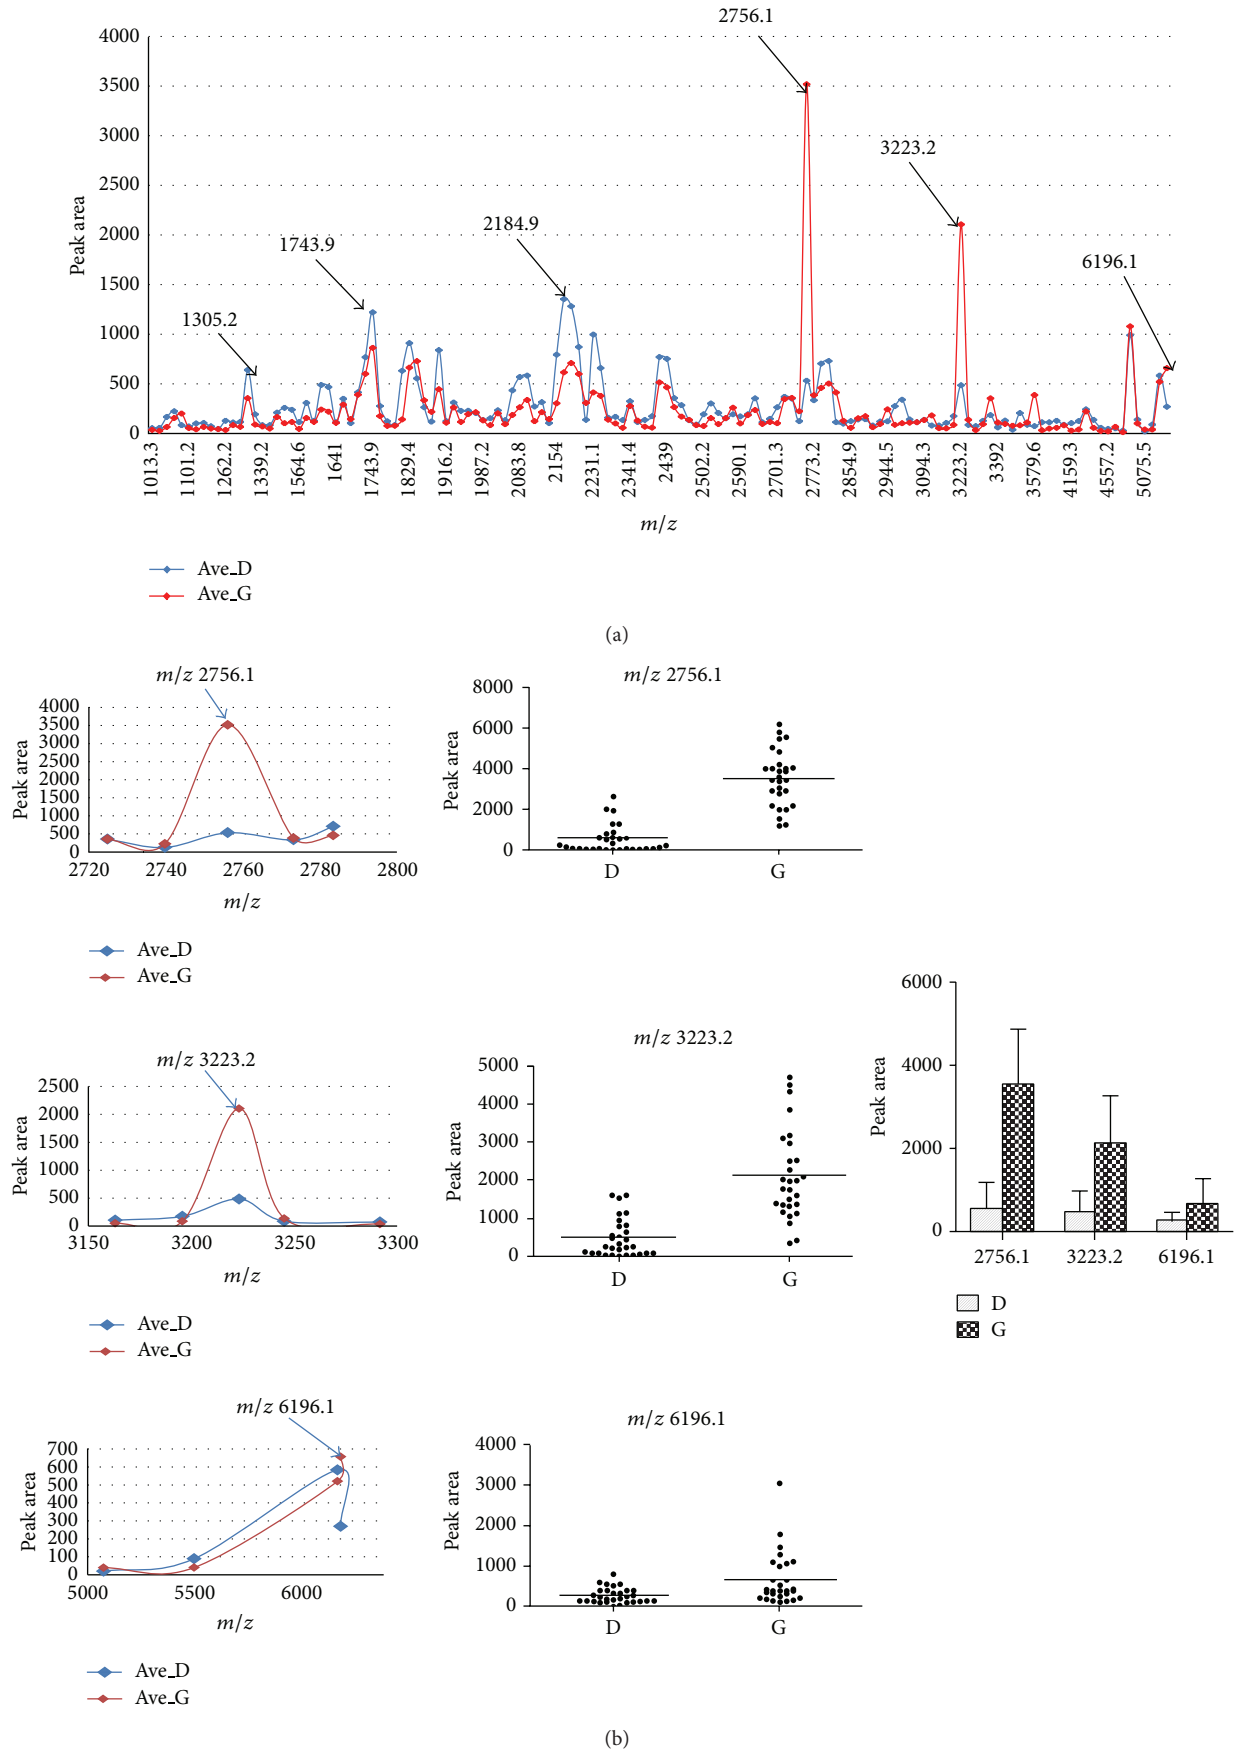 2756.1
4000
3500
3000
2500
2000
1500
1000
500
0
Peak area
3223.2
2184.9
1743.9
6196.1
1305.2
1013.3
1101.2
1262.2
1339.2
1564.6
1641
1743.9
1829.4
1916.2
1987.2
2083.8
2154
2231.1
2341.4
2439
2502.2
2590.1
2701.3
2773.2
2854.9
2944.5
3094.3
3223.2
3392
3579.6
4159.3
4557.2
5075.5
m/z
Ave_D
Ave_G
(a)
m/z 2756.1
4000
3500
3000
2500
2000
1500
1000
500
0
Peak area
2720 2740 2760 2780 2800
m/z
Ave_D
Ave_G
m/z 2756.1
8000
6000
4000
2000
0
Peak area
D G
m/z 3223.2
2500
2000
1500
1000
500
0
Peak area
3150 3200 3250 3300
m/z
Ave_D
Ave_G
m/z 3223.2
5000
4000
3000
2000
1000
0
Peak area
D G
6000
4000
2000
0
Peak area
2756.1 3223.2 6196.1
D
G
m/z 6196.1
700
600
500
400
300
200
100
0
Peak area
5000 5500 6000
m/z
Ave_D
Ave_G
m/z 6196.1
4000
3000
2000
1000
0
Peak area
D G
(b)